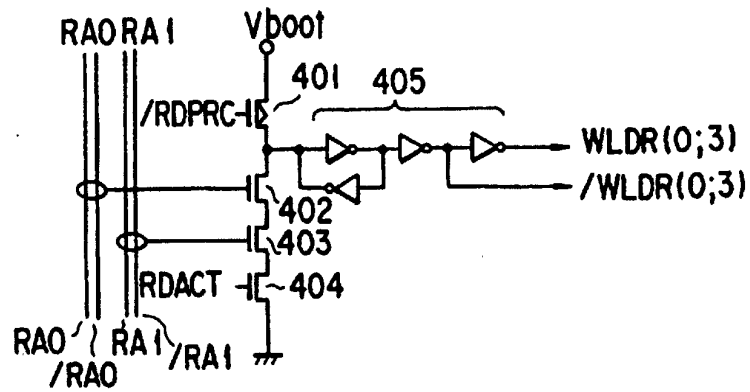 RA0 RA1 Vboot
401
405
/RDPRC
WLDR(0;3)
/WLDR(0;3)
402
403
RDACT
404
RA0 RA1
/RA0 /RA1